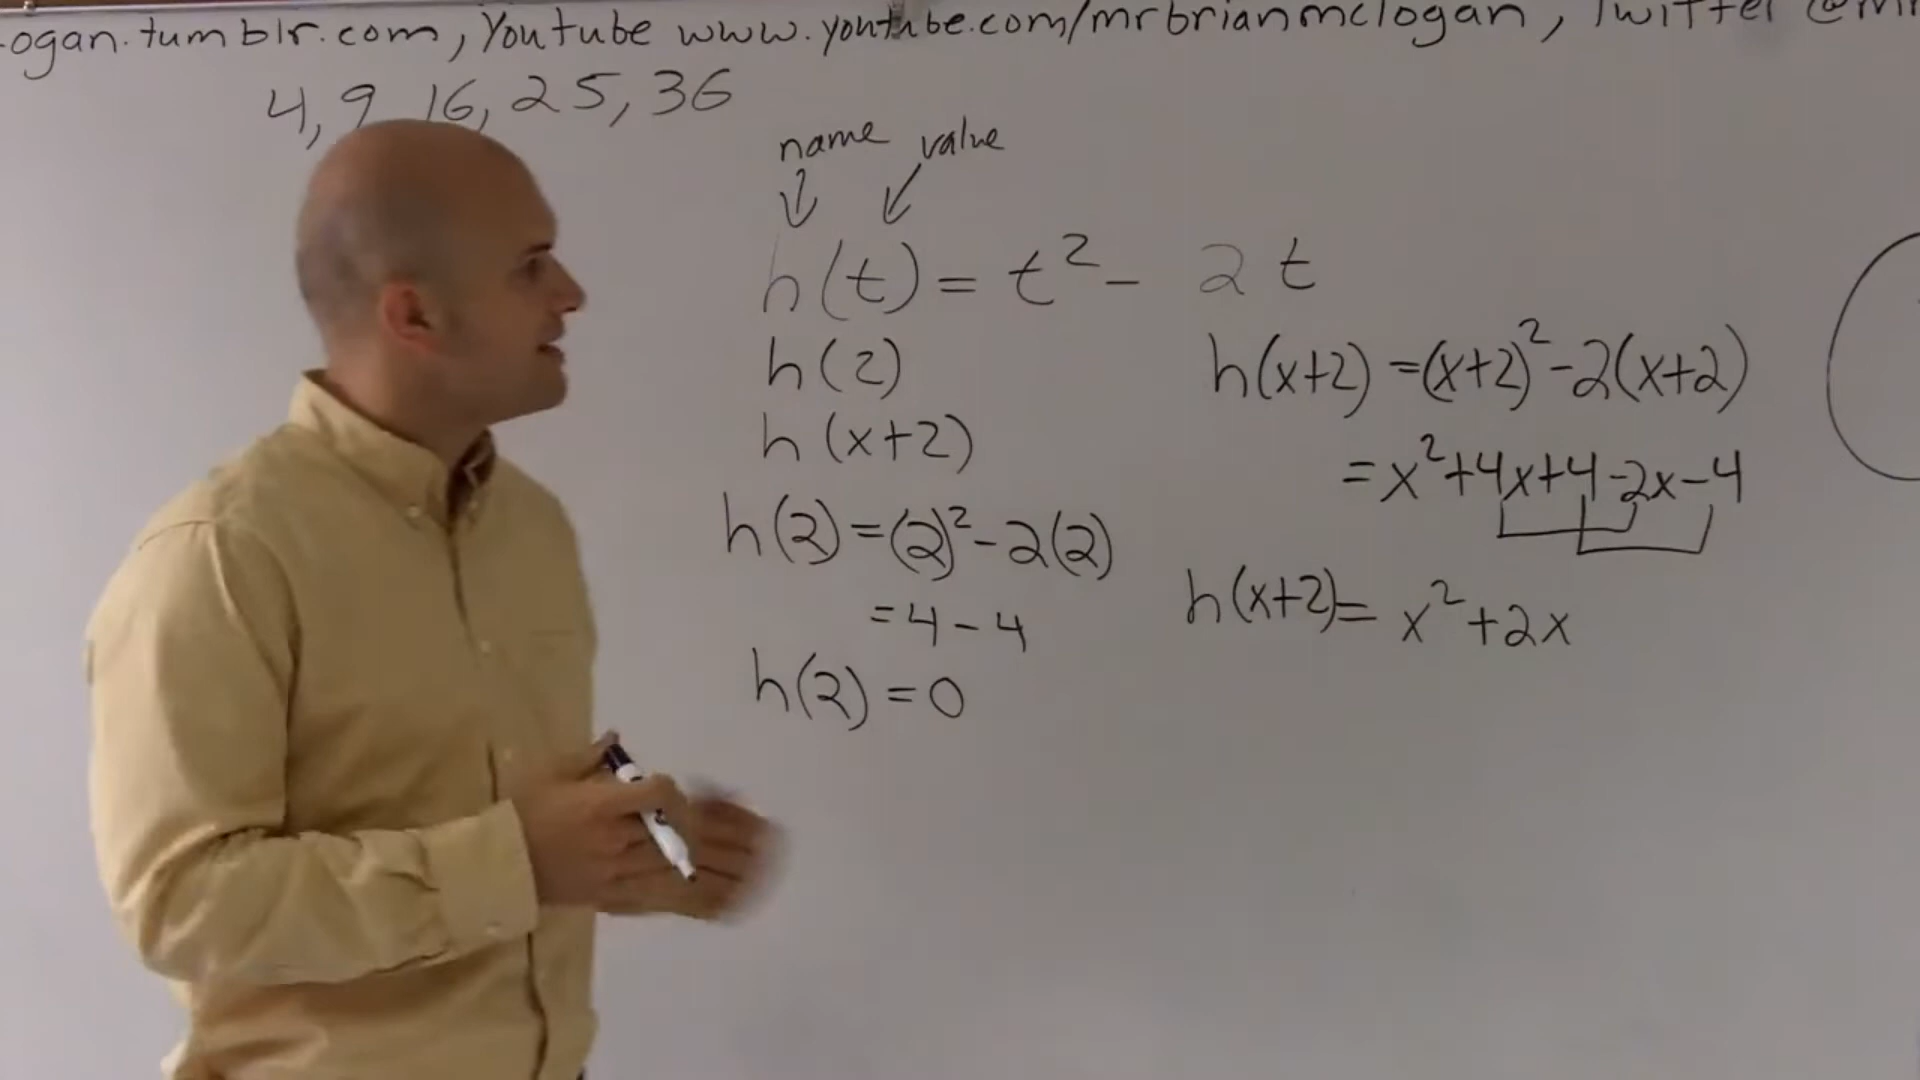 ogan.tumblr.com, Youtube www.youtube.com/mrbrianmclogan, Twitter
4, 9, 16, 25, 36
name value
h(t) = t² - 2t
h(2)
h(x+2)
h(2) = (2)² - 2(2)
= 4 - 4
h(2) = 0
h(x+2) = (x+2)² - 2(x+2)
= x² + 4x + 4 - 2x - 4
h(x+2) = x² + 2x